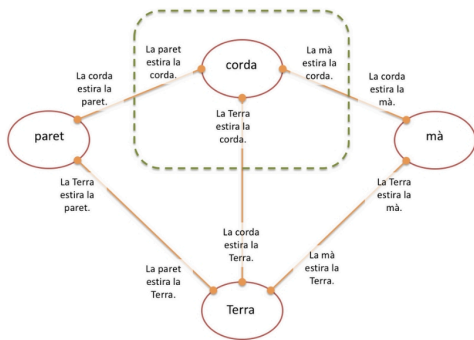 La paret
estira la
corda.
corda
La mà
estira la
corda.
La corda
estira la
paret.
La corda
estira la
mà.
La Terra
estira la
corda.
paret
mà
La Terra
estira la
paret.
La Terra
estira la
mà.
La corda
estira la
Terra.
La paret
estira la
Terra.
La mà
estira la
Terra.
Terra